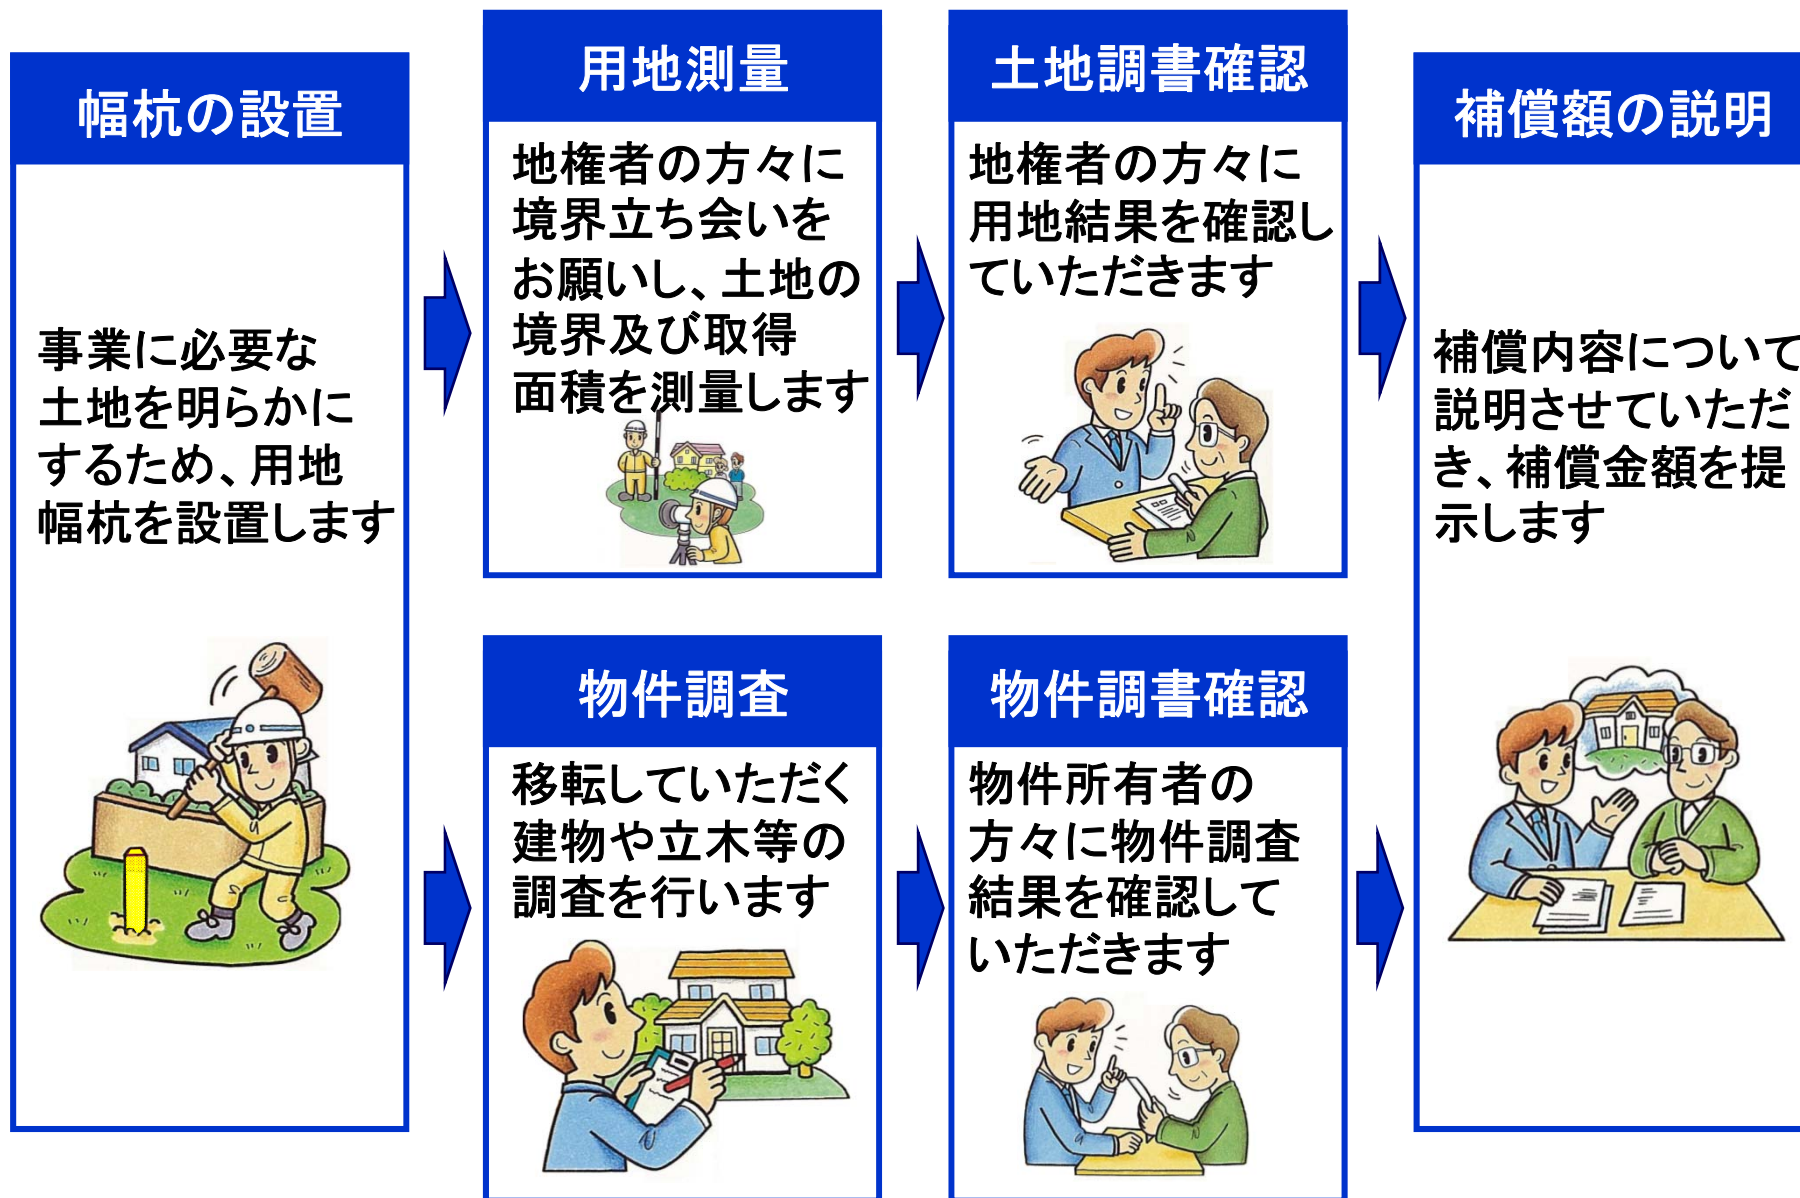 幅杭の設置
事業に必要な
土地を明らかに
するため、用地
幅杭を設置します
用地測量
地権者の方々に
境界立ち会いを
お願いし、土地の
境界及び取得
面積を測量します
土地調書確認
地権者の方々に
用地結果を確認し
ていただきます
物件調査
移転していただく
建物や立木等の
調査を行います
物件調書確認
物件所有者の
方々に物件調査
結果を確認して
いただきます
補償額の説明
補償内容について
説明させていただ
き、補償金額を提
示します